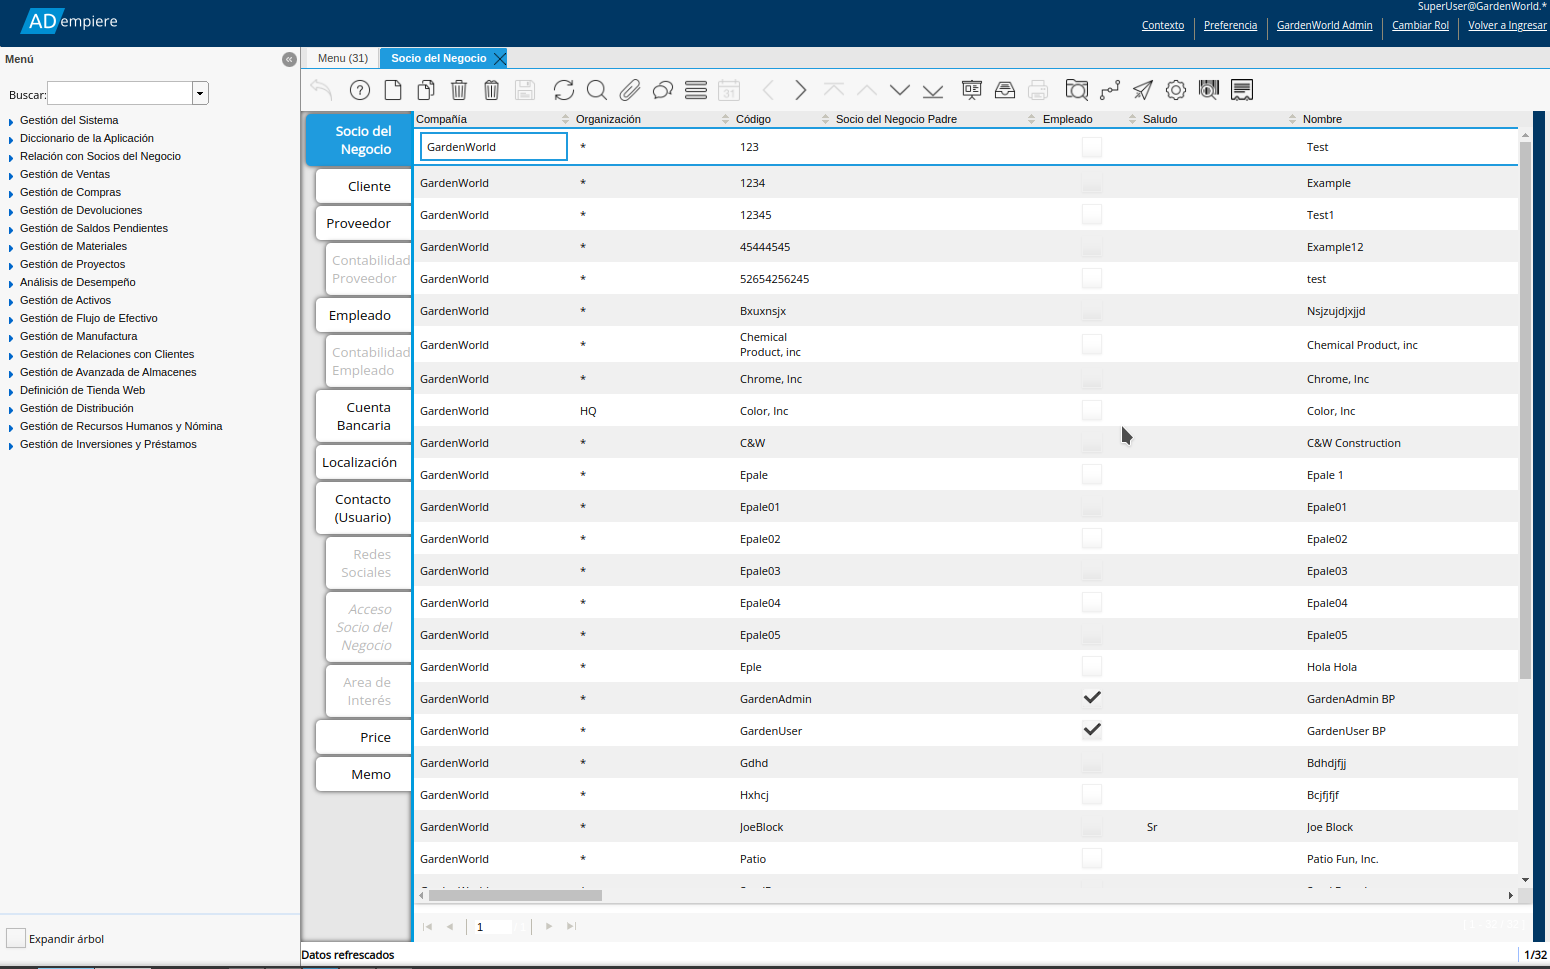 SuperUser@GardenWorld.*
ADempiere
Contexto Preferencia GardenWorld Admin Cambiar Rol Volver a Ingresar
Menú
Menu (31) Socio del Negocio
Buscar:
Gestión del Sistema
Diccionario de la Aplicación
Relación con Socios del Negocio
Gestión de Ventas
Gestión de Compras
Gestión de Devoluciones
Gestión de Saldos Pendientes
Gestión de Materiales
Gestión de Proyectos
Análisis de Desempeño
Gestión de Activos
Gestión de Flujo de Efectivo
Gestión de Manufactura
Gestión de Relaciones con Clientes
Gestión de Avanzada de Almacenes
Definición de Tienda Web
Gestión de Distribución
Gestión de Recursos Humanos y Nómina
Gestión de Inversiones y Préstamos
Expandir árbol
31
Socio del
Negocio
Cliente
Proveedor
Contabilidad
Proveedor
Empleado
Contabilidad
Empleado
Cuenta
Bancaria
Localización
Contacto
(Usuario)
Redes
Sociales
Acceso
Socio del
Negocio
Area de
Interés
Price
Memo
Compañía Organización Código Socio del Negocio Padre Empleado Saludo Nombre
GardenWorld * 123 Test
GardenWorld * 1234 Example
GardenWorld * 12345 Test1
GardenWorld * 45444545 Example12
GardenWorld * 52654256245 test
GardenWorld * Bxuxnsjx Nsjzujdjxjjd
GardenWorld * Chemical Product, inc Chemical Product, inc
GardenWorld * Chrome, Inc Chrome, Inc
GardenWorld HQ Color, Inc Color, Inc
GardenWorld * C&W C&W Construction
GardenWorld * Epale Epale 1
GardenWorld * Epale01 Epale01
GardenWorld * Epale02 Epale02
GardenWorld * Epale03 Epale03
GardenWorld * Epale04 Epale04
GardenWorld * Epale05 Epale05
GardenWorld * Eple Hola Hola
GardenWorld * GardenAdmin GardenAdmin BP
GardenWorld * GardenUser GardenUser BP
GardenWorld * Gdhd Bdhdjfjj
GardenWorld * Hxhcj Bcjfjfjf
GardenWorld * JoeBlock Sr Joe Block
GardenWorld * Patio Patio Fun, Inc.
1
Datos refrescados 1/32